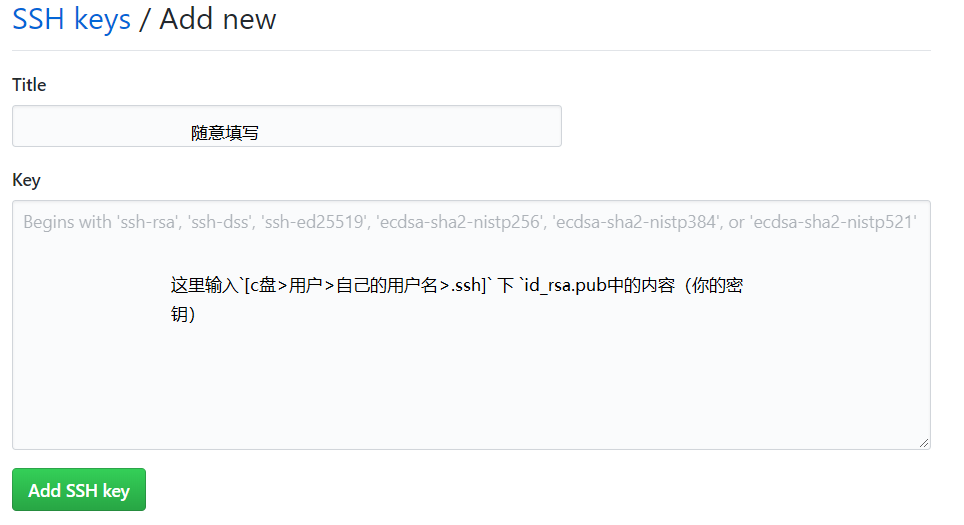 SSH keys / Add new
Title
随意填写
Key
Begins with 'ssh-rsa', 'ssh-dss', 'ssh-ed25519', 'ecdsa-sha2-nistp256', 'ecdsa-sha2-nistp384', or 'ecdsa-sha2-nistp521'
这里输入`[c盘>用户>自己的用户名>.ssh]` 下 `id_rsa.pub中的内容（你的密
钥）
Add SSH key